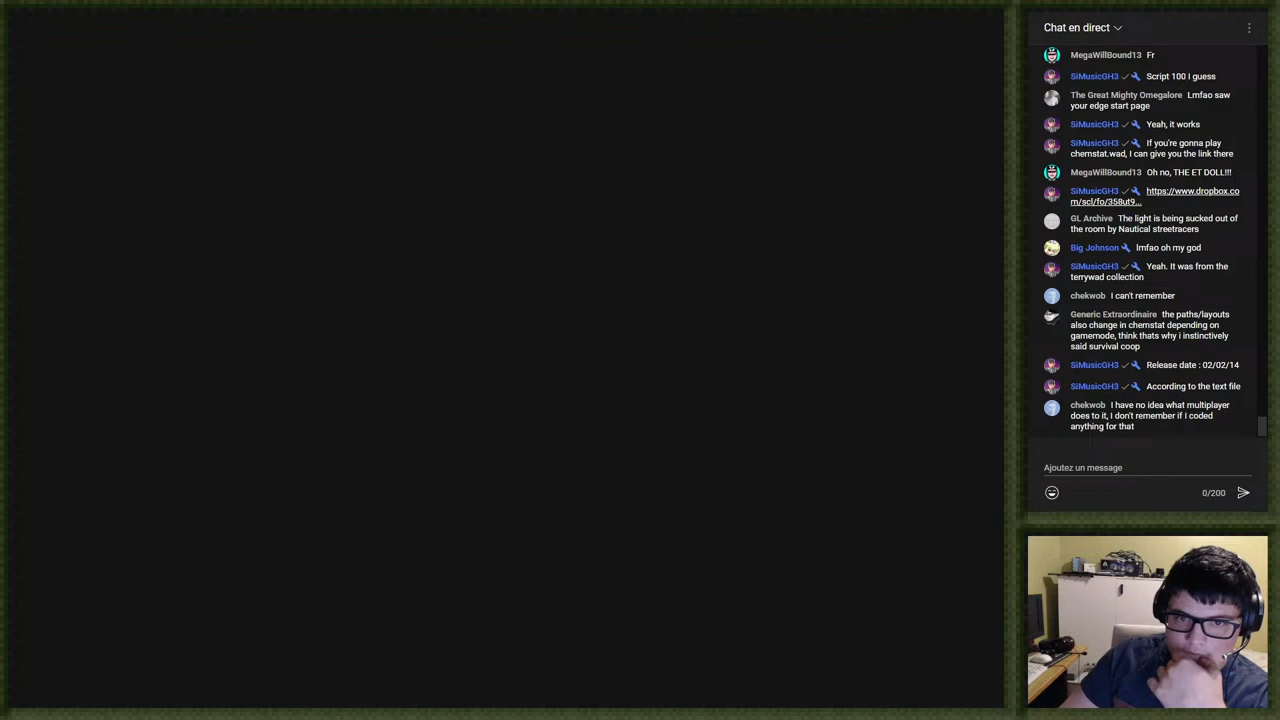 Chat en direct
MegaWillBound13 Fr
SiMusicGH3 Script 100 I guess
The Great Mighty Omegalore Lmfao saw
your edge start page
SiMusicGH3 Yeah, it works
SiMusicGH3 If you're gonna play
chemstat.wad, I can give you the link there
MegaWillBound13 Oh no, THE ET DOLL!!!
SiMusicGH3 https://www.dropbox.co
m/scl/fo/358ut9...
GL Archive The light is being sucked out of
the room by Nautical streetracers
Big Johnson lmfao oh my god
SiMusicGH3 Yeah. It was from the
terrywad collection
chekwob I can't remember
Generic Extraordinaire the paths/layouts
also change in chemstat depending on
gamemode, think thats why i instinctively
said survival coop
SiMusicGH3 Release date : 02/02/14
SiMusicGH3 According to the text file
chekwob I have no idea what multiplayer
does to it, I don't remember if I coded
anything for that
Ajoutez un message
0/200